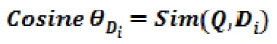 Cosine θ_{D_i} = Sim(Q, D_i)